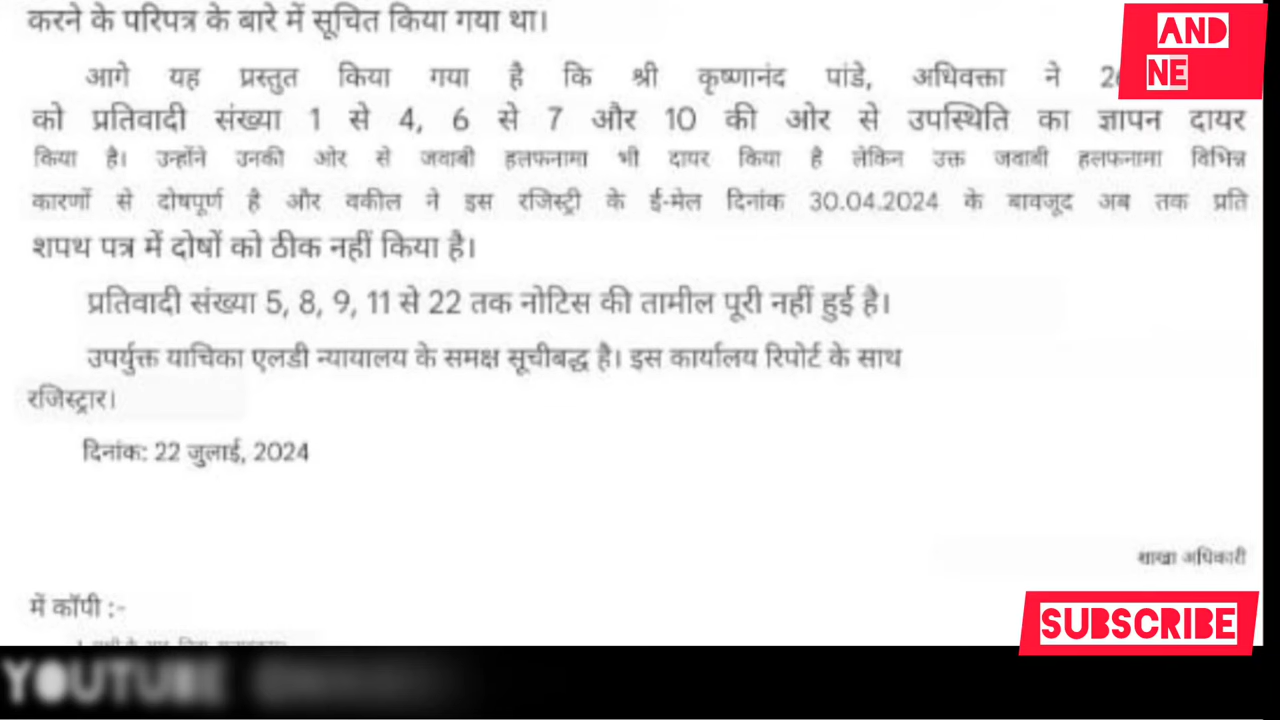 करने के परिपत्र के बारे में सूचित किया गया था।
आगे यह प्रस्तुत किया गया है कि श्री कृष्णानंद पांडे, अधिवक्ता ने
AND
NE
को प्रतिवादी संख्या 1 से 4, 6 से 7 और 10 की ओर से उपस्थिति का ज्ञापन दायर
किया है। उन्होंने उनकी ओर से जवाबी हलफनामा भी दायर किया है लेकिन उक्त जवाबी हलफनामा विभिन्न
कारणों से दोषपूर्ण है और वकील ने इस रजिस्ट्री के ई-मेल दिनांक 30.04.2024 के बावजूद अब तक प्रति
शपथ पत्र में दोषों को ठीक नहीं किया है।
प्रतिवादी संख्या 5, 8, 9, 11 से 22 तक नोटिस की तामील पूरी नहीं हुई है।
उपर्युक्त याचिका एलडी न्यायालय के समक्ष सूचीबद्ध है। इस कार्यालय रिपोर्ट के साथ
रजिस्ट्रार।
दिनांक: 22 जुलाई, 2024
शाखा अधिकारी
में कॉपी :-
SUBSCRIBE
YOUTUBE